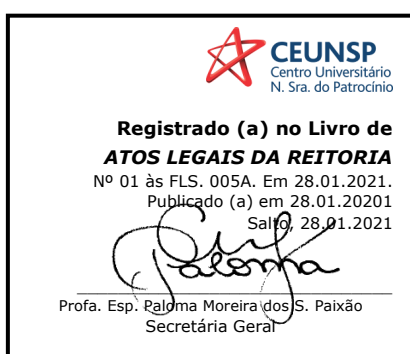 CEUNSP
Centro Universitário
N. Sra. do Patrocínio
Registrado (a) no Livro de
ATOS LEGAIS DA REITORIA
Nº 01 às FLS. 005A. Em 28.01.2021.
Publicado (a) em 28.01.20201
Salto, 28.01.2021
Paloma
Profa. Esp. Paloma Moreira dos S. Paixão
Secretária Geral